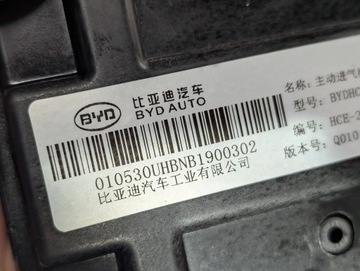 BYD
比亚迪汽车
BYD AUTO
010530UHBNB1900302
比亚迪汽车工业有限公司
名称：主动进气
型号：BYDHC
编号：HCE-2
版本号：Q010